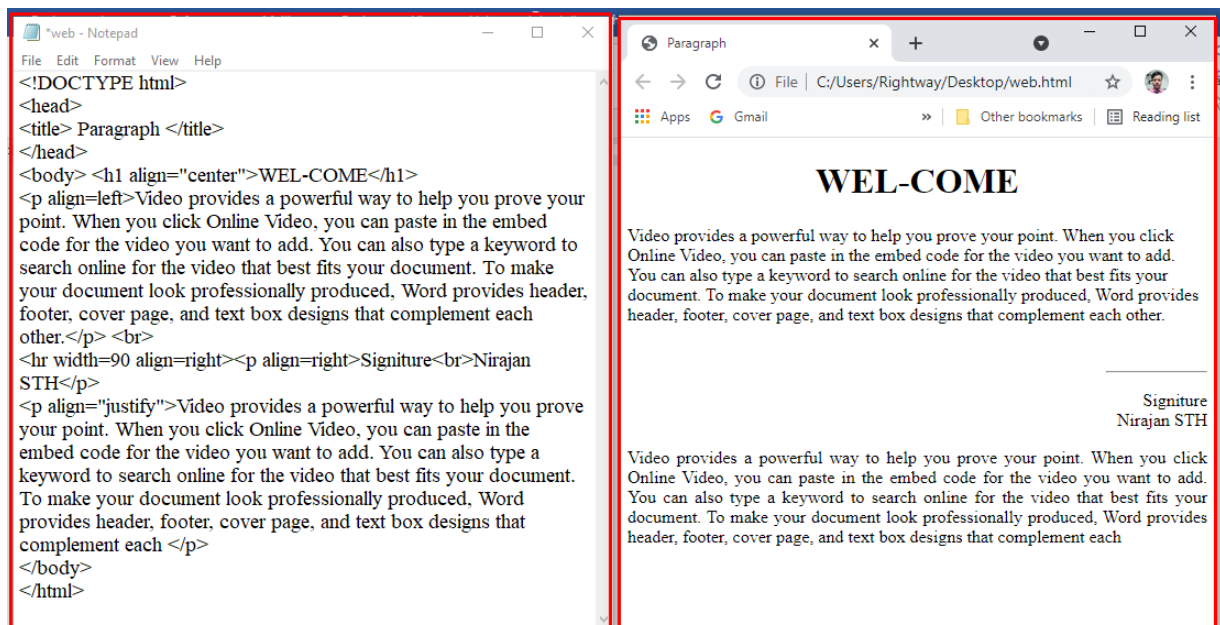 *web - Notepad
File Edit Format View Help
<!DOCTYPE html>
<head>
<title> Paragraph </title>
</head>
<body> <h1 align="center">WEL-COME</h1>
<p align=left>Video provides a powerful way to help you prove your
point. When you click Online Video, you can paste in the embed
code for the video you want to add. You can also type a keyword to
search online for the video that best fits your document. To make
your document look professionally produced, Word provides header,
footer, cover page, and text box designs that complement each
other.</p> <br>
<hr width=90 align=right><p align=right>Signiture<br>Nirajan
STH</p>
<p align="justify">Video provides a powerful way to help you prove
your point. When you click Online Video, you can paste in the
embed code for the video you want to add. You can also type a
keyword to search online for the video that best fits your document.
To make your document look professionally produced, Word
provides header, footer, cover page, and text box designs that
complement each </p>
</body>
</html>
Paragraph
File C:/Users/Rightway/Desktop/web.html
Apps Gmail » Other bookmarks Reading list
WEL-COME
Video provides a powerful way to help you prove your point. When you click
Online Video, you can paste in the embed code for the video you want to add.
You can also type a keyword to search online for the video that best fits your
document. To make your document look professionally produced, Word provides
header, footer, cover page, and text box designs that complement each other.
Signiture
Nirajan STH
Video provides a powerful way to help you prove your point. When you click
Online Video, you can paste in the embed code for the video you want to add.
You can also type a keyword to search online for the video that best fits your
document. To make your document look professionally produced, Word provides
header, footer, cover page, and text box designs that complement each